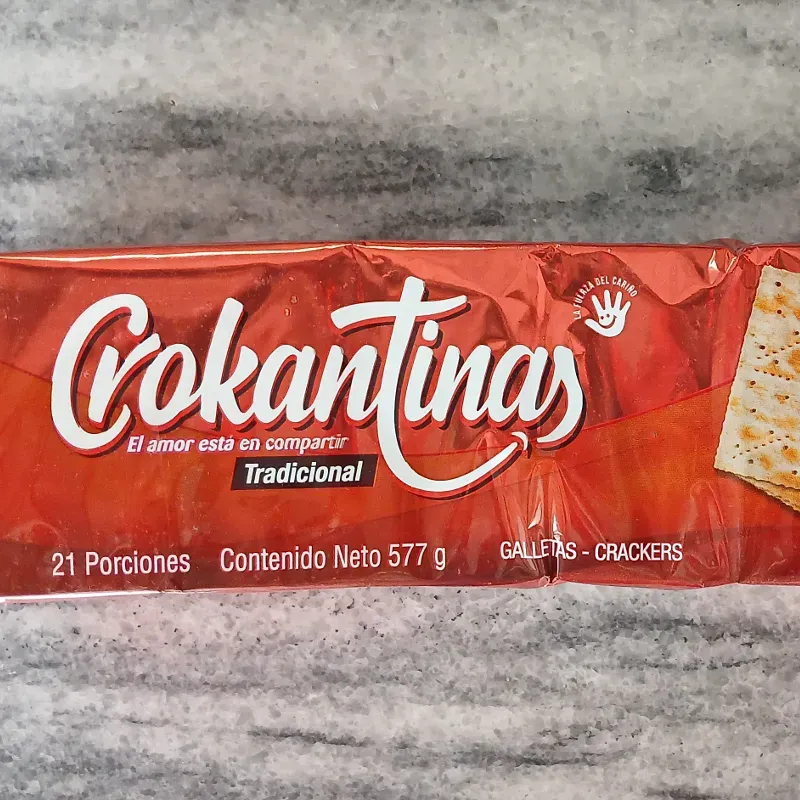 LA FUERZA DEL CARIÑO
Crokantinas
El amor está en compartir
Tradicional
21 Porciones Contenido Neto 577 g GALLETAS - CRACKERS